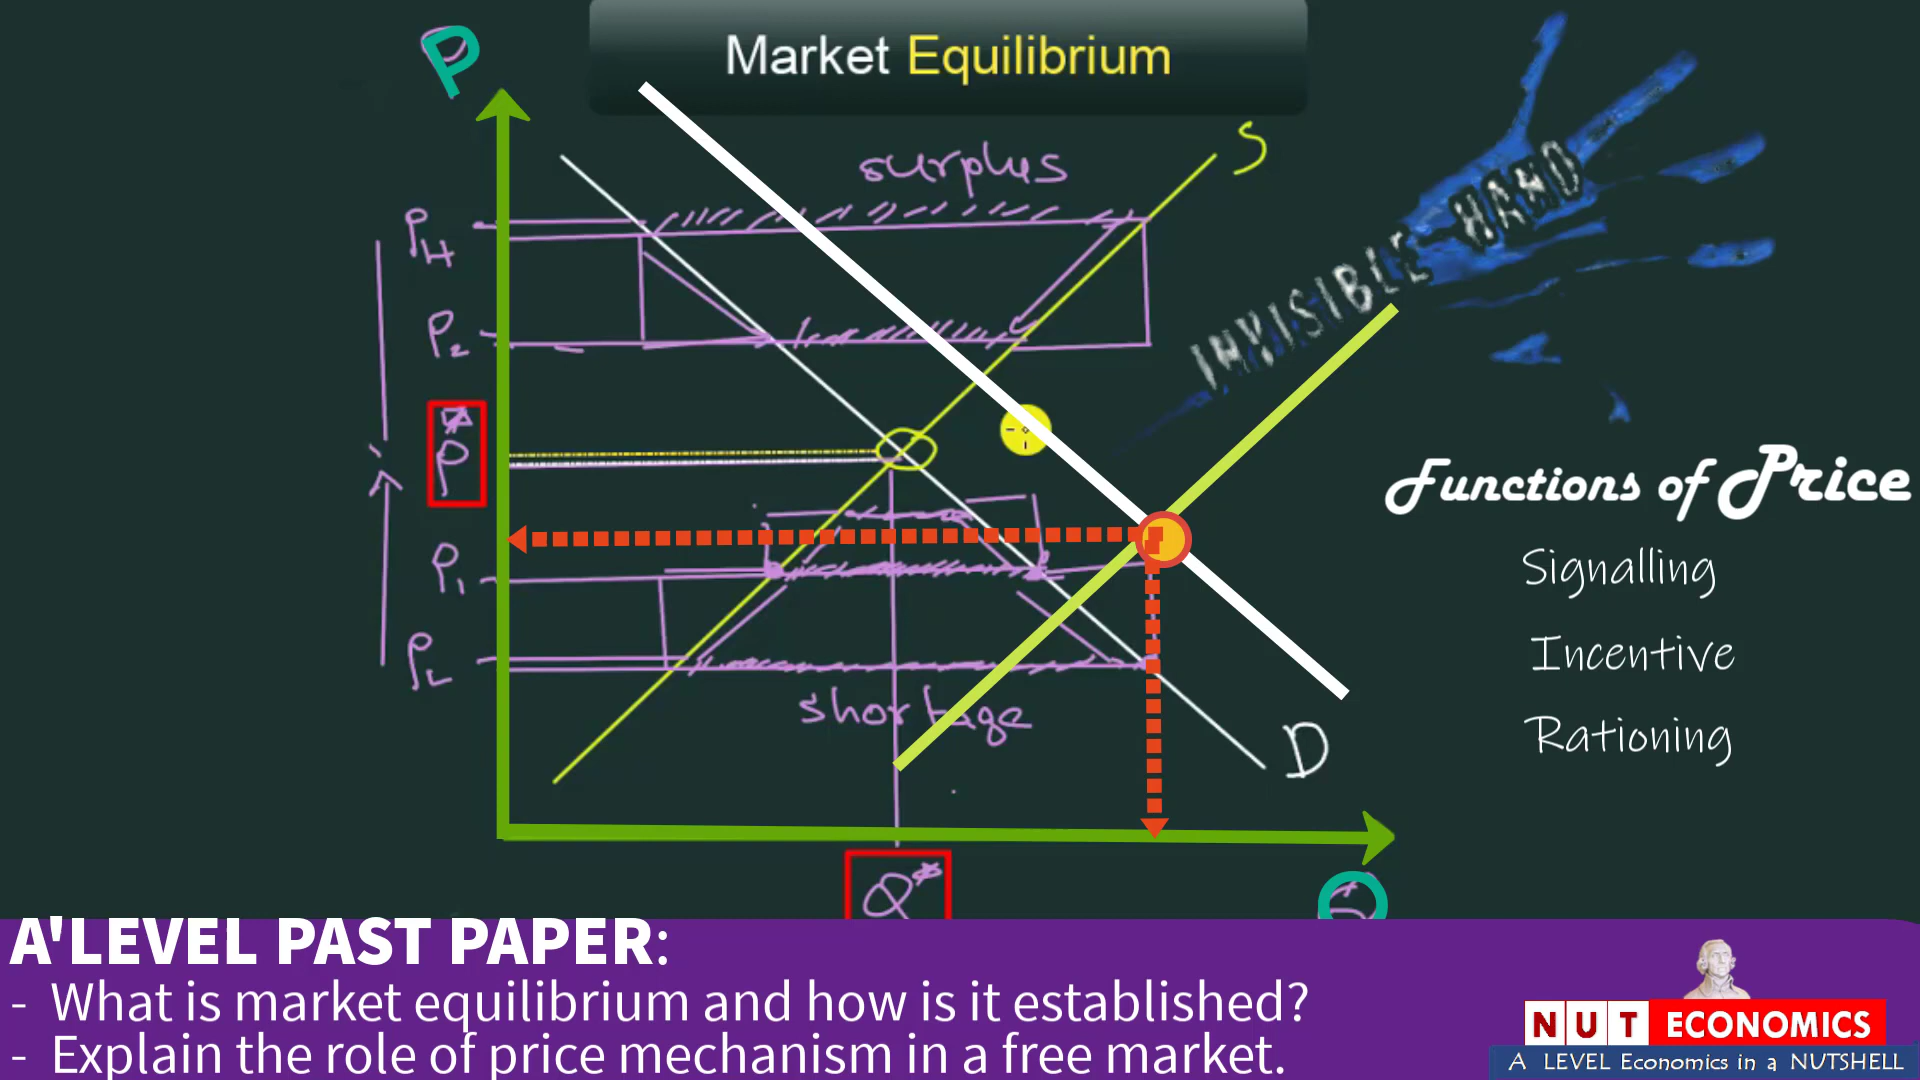 Market Equilibrium
P
S
surplus
INVISIBLE HAND
PH
P2
P*
Functions of Price
Signalling
P1
Incentive
PL
shortage
Rationing
D
Q*
A'LEVEL PAST PAPER:
- What is market equilibrium and how is it established?
- Explain the role of price mechanism in a free market.
NUT ECONOMICS
A LEVEL Economics in a NUTSHELL